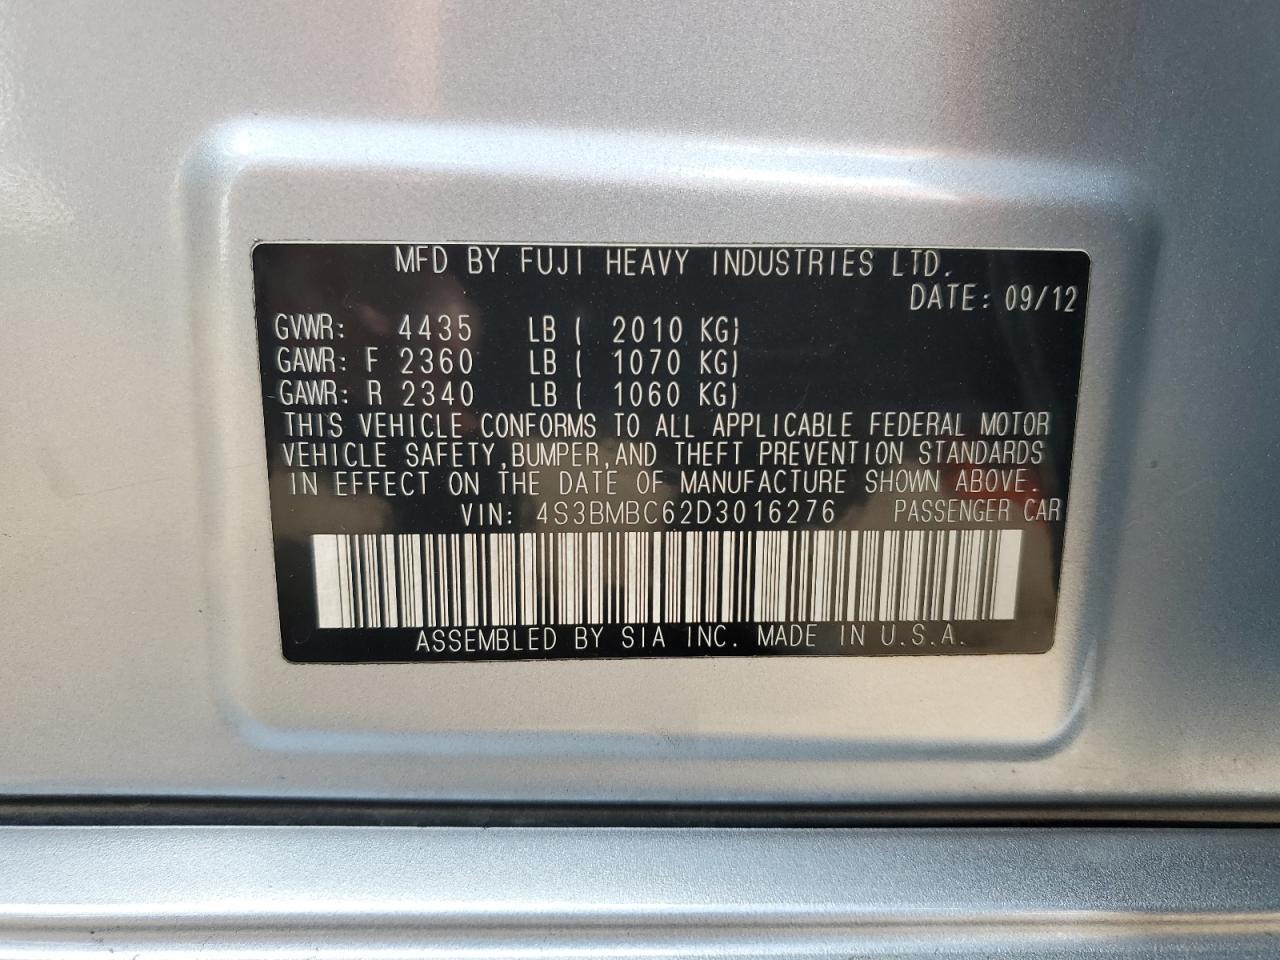 MFD BY FUJI HEAVY INDUSTRIES LTD.
DATE: 09/12
GVWR: 4435 LB ( 2010 KG)
GAWR: F 2360 LB ( 1070 KG)
GAWR: R 2340 LB ( 1060 KG)
THIS VEHICLE CONFORMS TO ALL APPLICABLE FEDERAL MOTOR
VEHICLE SAFETY,BUMPER,AND THEFT PREVENTION STANDARDS
IN EFFECT ON THE DATE OF MANUFACTURE SHOWN ABOVE.
VIN: 4S3BMBC62D3016276 PASSENGER CAR
ASSEMBLED BY SIA INC. MADE IN U.S.A.